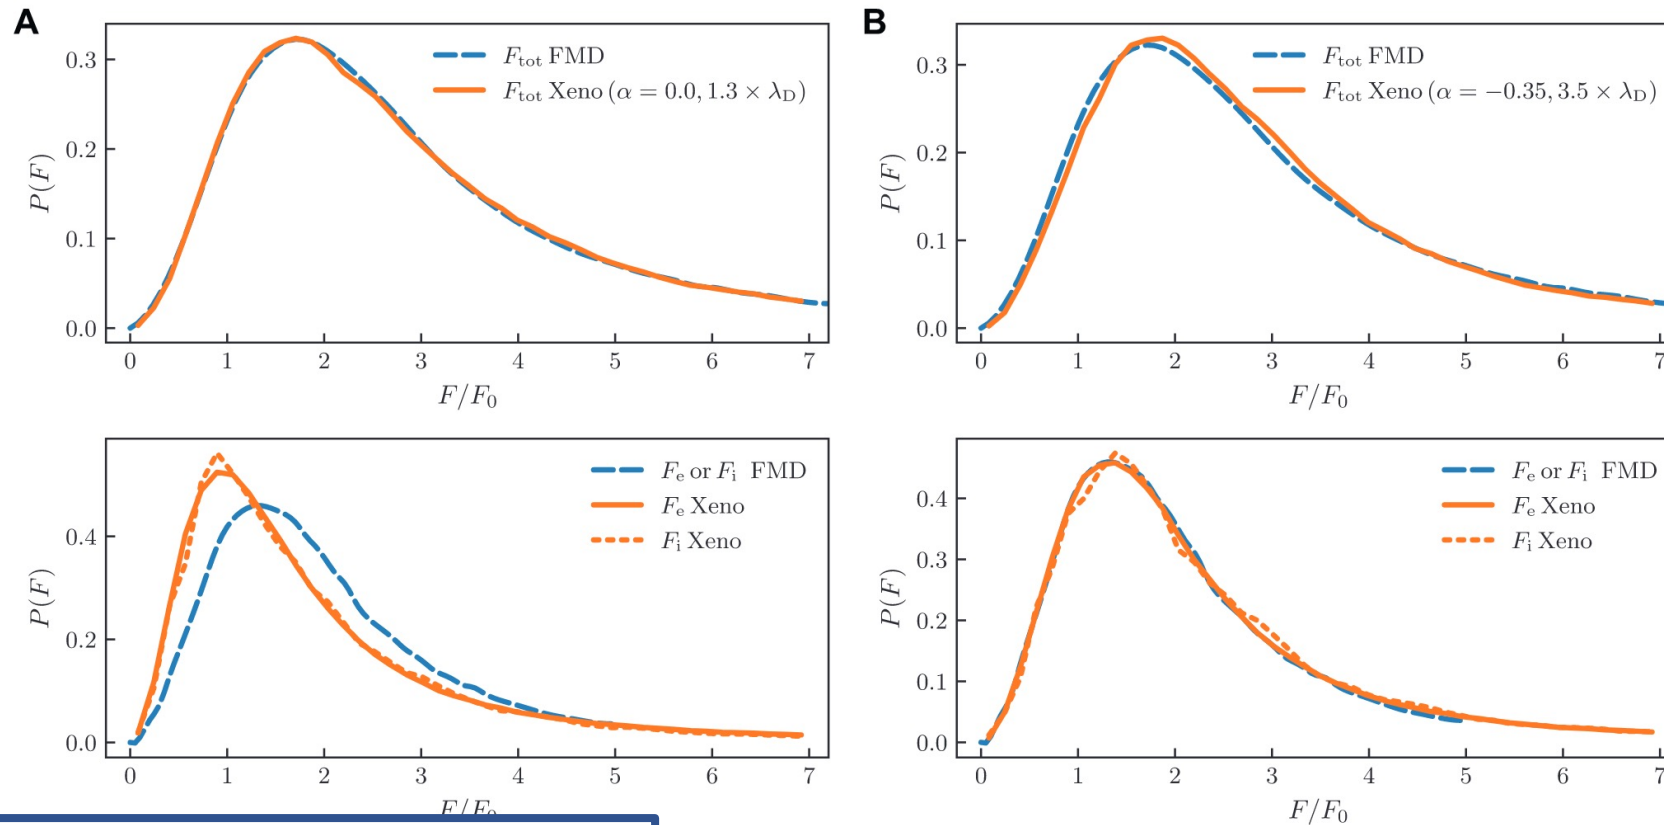 A
B
F_tot FMD
F_tot Xeno (α = 0.0, 1.3 × λ_D)
P(F)
0.3
0.2
0.1
0.0
0 1 2 3 4 5 6 7
F/F_0
F_tot FMD
F_tot Xeno (α = −0.35, 3.5 × λ_D)
P(F)
0.3
0.2
0.1
0.0
0 1 2 3 4 5 6 7
F/F_0
F_e or F_i FMD
F_e Xeno
F_i Xeno
P(F)
0.4
0.2
0.0
0 1 2 3 4 5 6 7
F/F_0
F_e or F_i FMD
F_e Xeno
F_i Xeno
P(F)
0.4
0.3
0.2
0.1
0.0
0 1 2 3 4 5 6 7
F/F_0